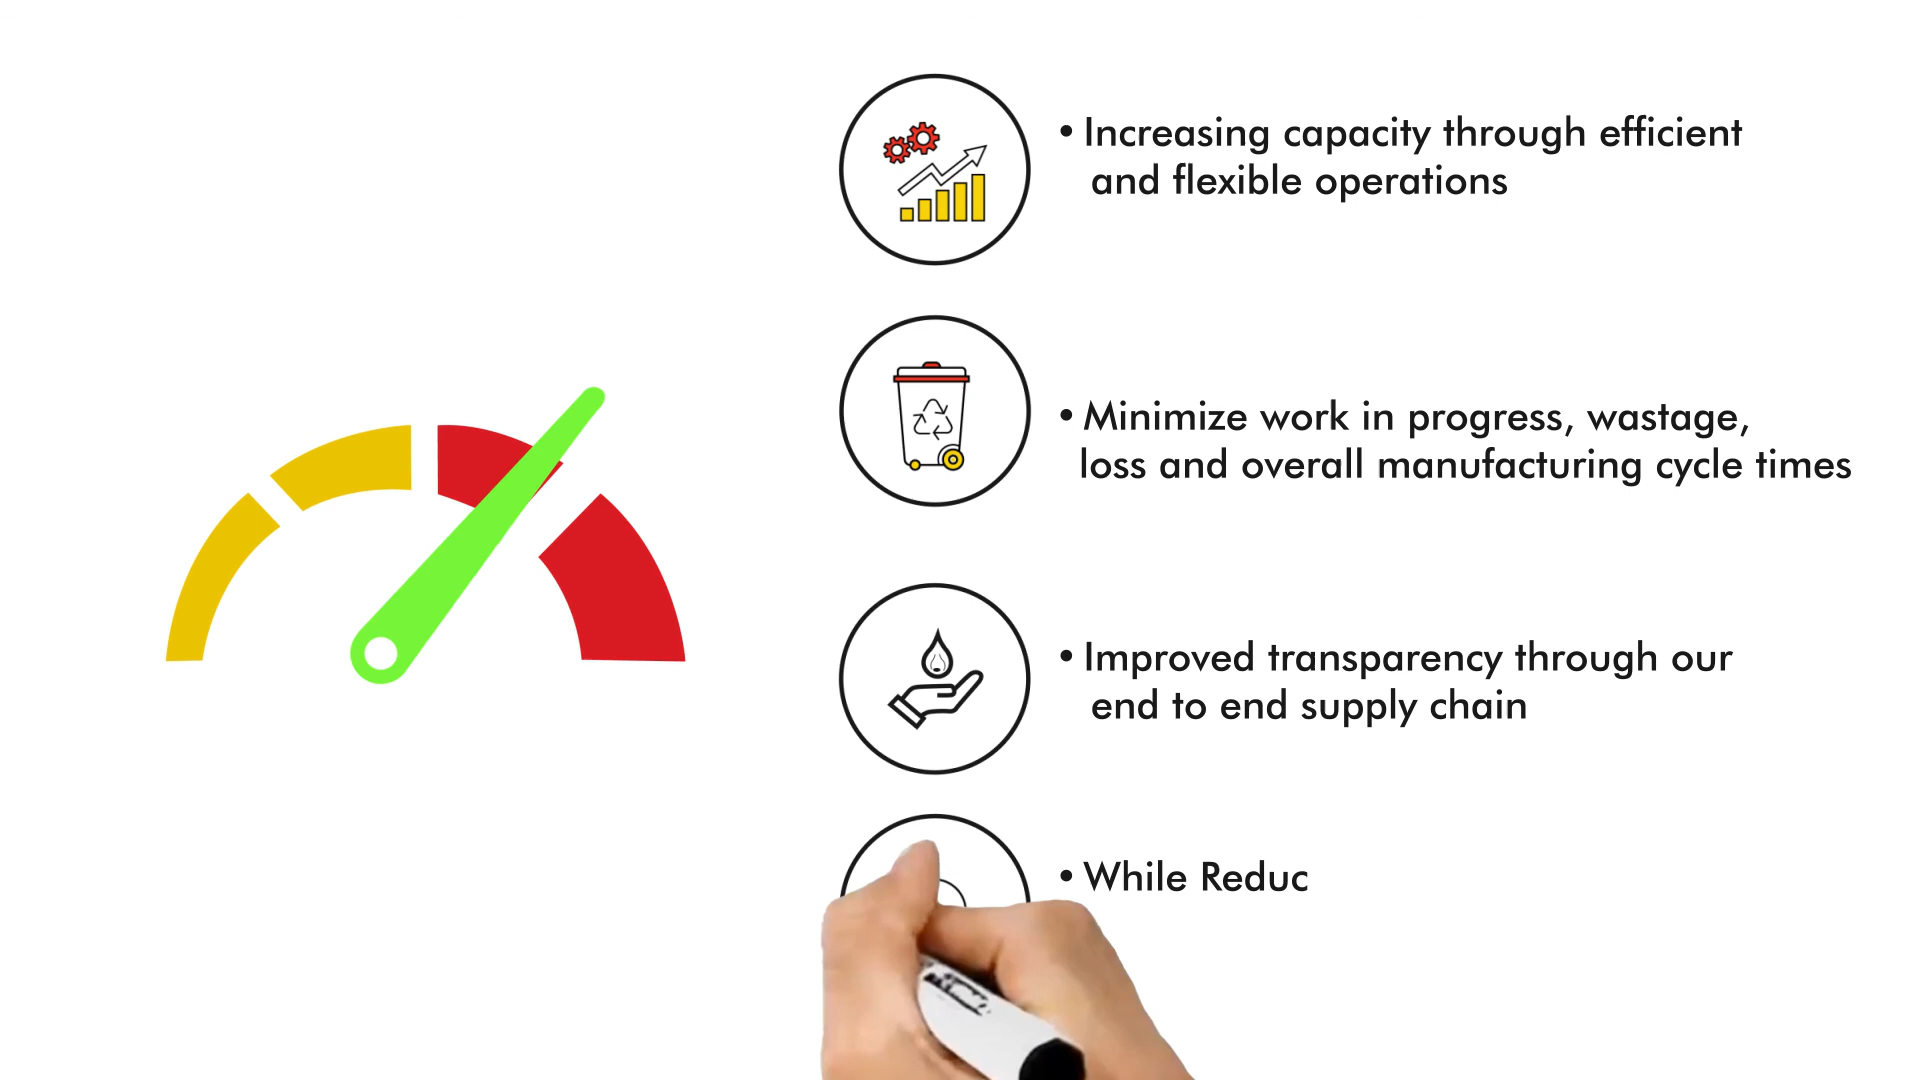 • Increasing capacity through efficient
and flexible operations
• Minimize work in progress, wastage,
loss and overall manufacturing cycle times
• Improved transparency through our
end to end supply chain
• While Reduc